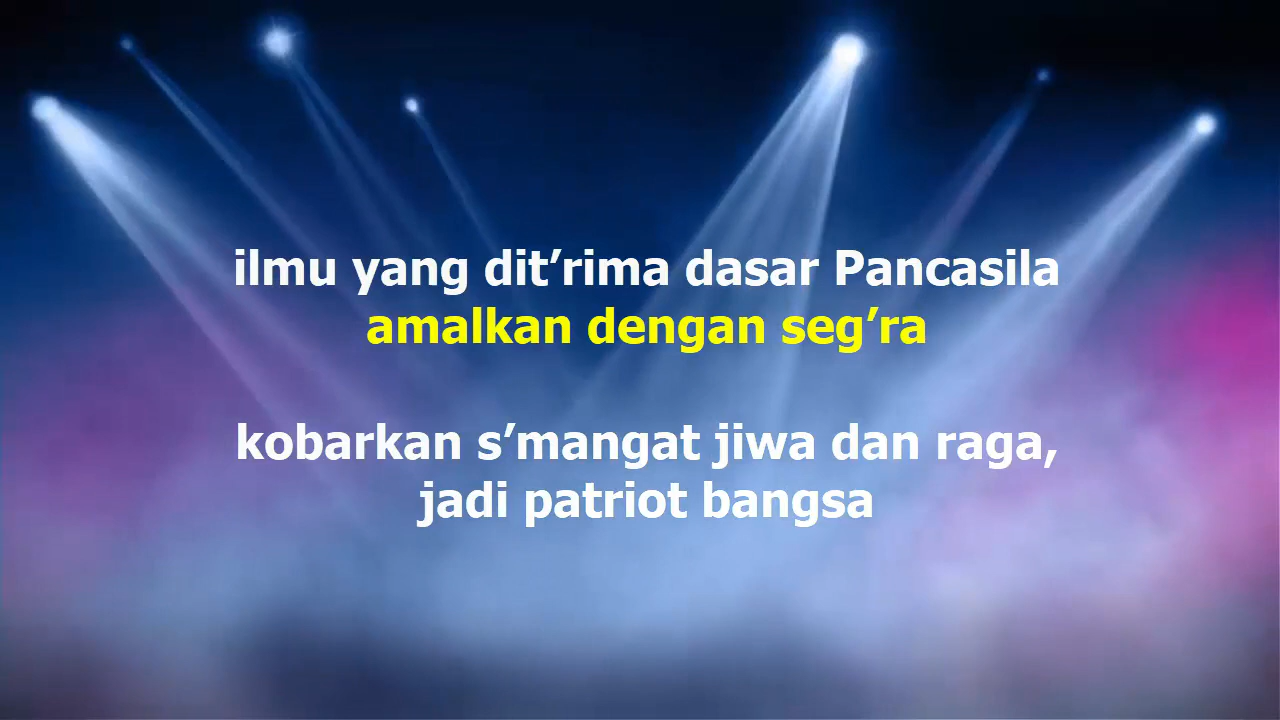 ilmu yang dit’rima dasar Pancasila
amalkan dengan seg’ra
kobarkan s’mangat jiwa dan raga,
jadi patriot bangsa